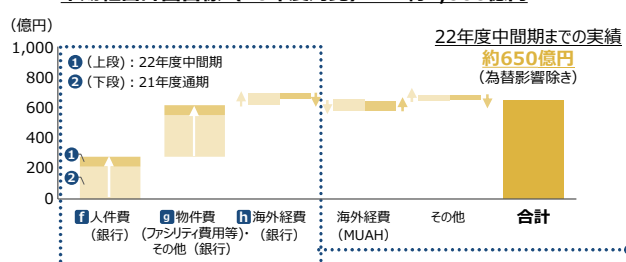 (億円)
22年度中間期までの実績
約650億円
(為替影響除き)
1,000
800
600
400
200
0
❶(上段):22年度中間期
❷(下段):21年度通期
❶
❷
f人件費
(銀行)
g物件費
(ファシリティ費用等)・
その他(銀行)
h海外経費
(銀行)
海外経費
(MUAH)
その他
合計